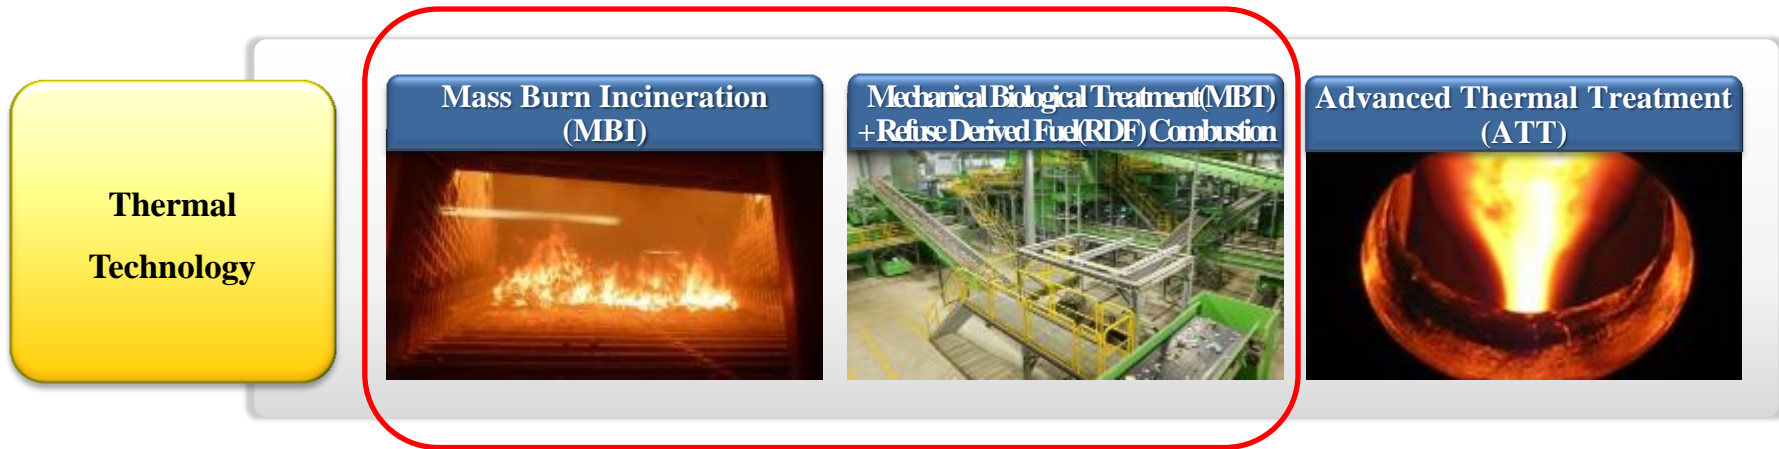 Thermal
Technology
Mass Burn Incineration
(MBI)
Mechanical Biological Treatment(MBT)
+ Refuse Derived Fuel(RDF) Combustion
Advanced Thermal Treatment
(ATT)